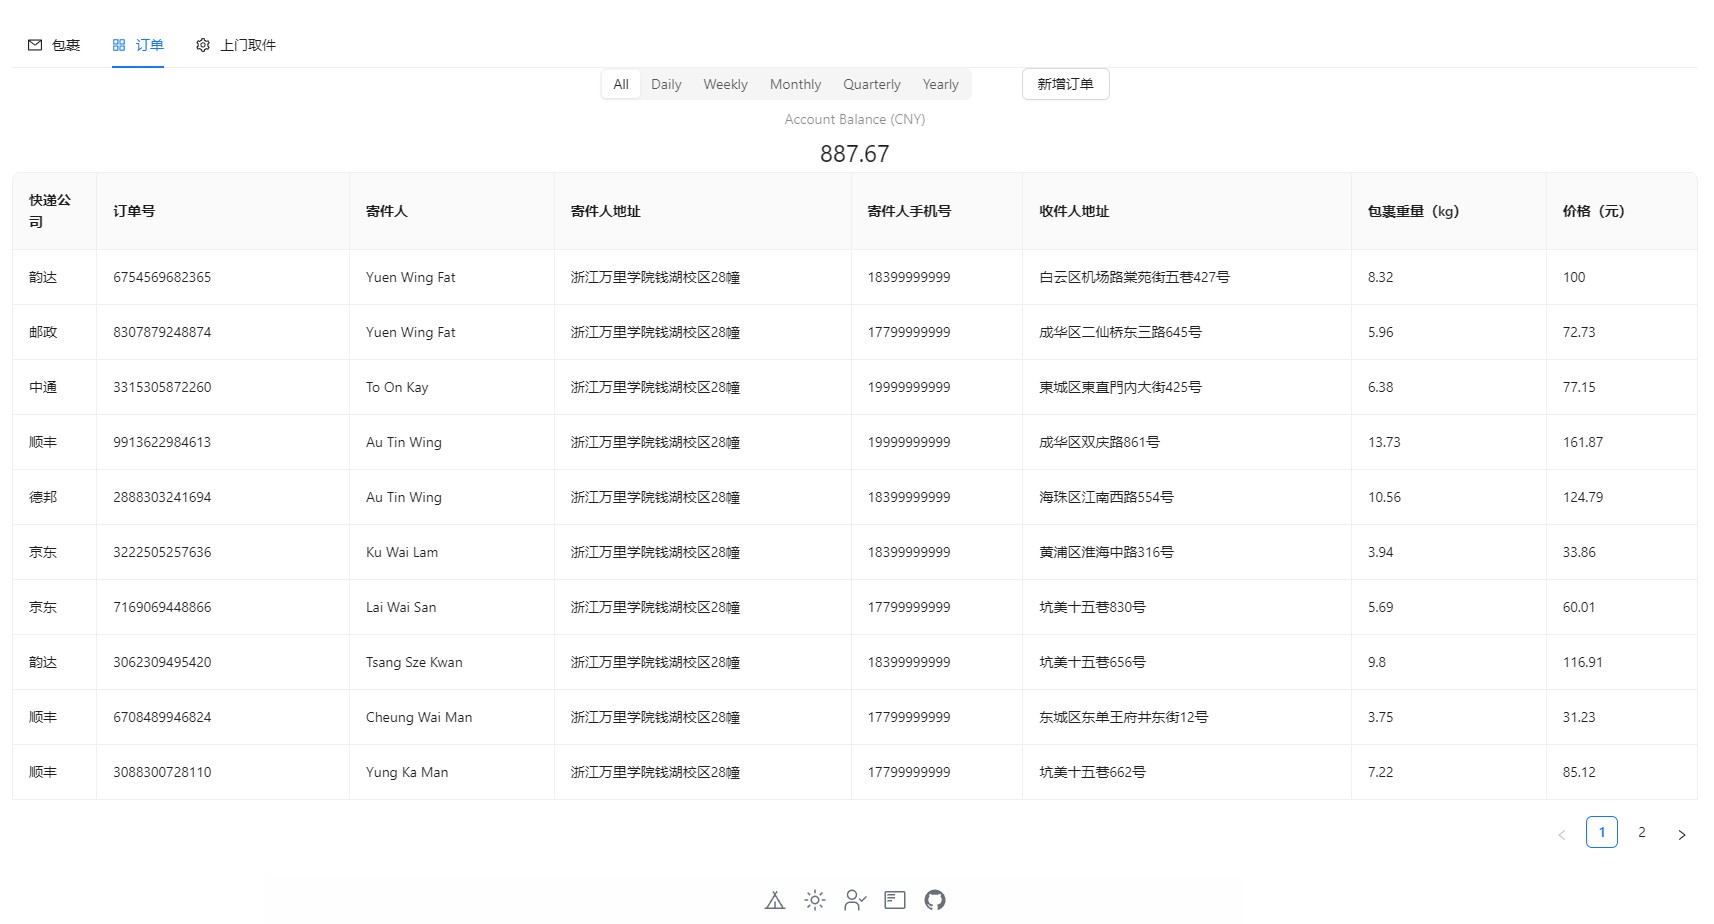 包裹 订单 上门取件
All Daily Weekly Monthly Quarterly Yearly 新增订单
Account Balance (CNY)
887.67
快递公司 订单号 寄件人 寄件人地址 寄件人手机号 收件人地址 包裹重量（kg） 价格（元）
韵达 6754569682365 Yuen Wing Fat 浙江万里学院钱湖校区28幢 18399999999 白云区机场路棠苑街五巷427号 8.32 100
邮政 8307879248874 Yuen Wing Fat 浙江万里学院钱湖校区28幢 17799999999 成华区二仙桥东三路645号 5.96 72.73
中通 3315305872260 To On Kay 浙江万里学院钱湖校区28幢 19999999999 東城区東直門内大街425号 6.38 77.15
顺丰 9913622984613 Au Tin Wing 浙江万里学院钱湖校区28幢 19999999999 成华区双庆路861号 13.73 161.87
德邦 2888303241694 Au Tin Wing 浙江万里学院钱湖校区28幢 18399999999 海珠区江南西路554号 10.56 124.79
京东 3222505257636 Ku Wai Lam 浙江万里学院钱湖校区28幢 18399999999 黄浦区淮海中路316号 3.94 33.86
京东 7169069448866 Lai Wai San 浙江万里学院钱湖校区28幢 17799999999 坑美十五巷830号 5.69 60.01
韵达 3062309495420 Tsang Sze Kwan 浙江万里学院钱湖校区28幢 18399999999 坑美十五巷656号 9.8 116.91
顺丰 6708489946824 Cheung Wai Man 浙江万里学院钱湖校区28幢 17799999999 东城区东单王府井东街12号 3.75 31.23
顺丰 3088300728110 Yung Ka Man 浙江万里学院钱湖校区28幢 17799999999 坑美十五巷662号 7.22 85.12
< 1 2 >